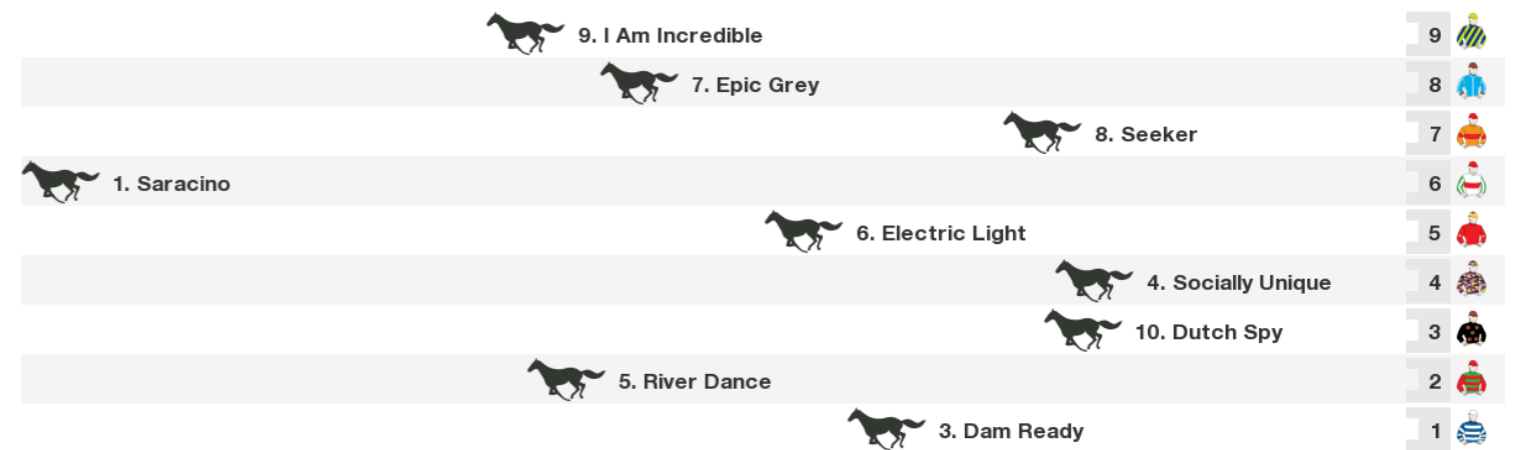 9. I Am Incredible 9
7. Epic Grey 8
8. Seeker 7
1. Saracino 6
6. Electric Light 5
4. Socially Unique 4
10. Dutch Spy 3
5. River Dance 2
3. Dam Ready 1